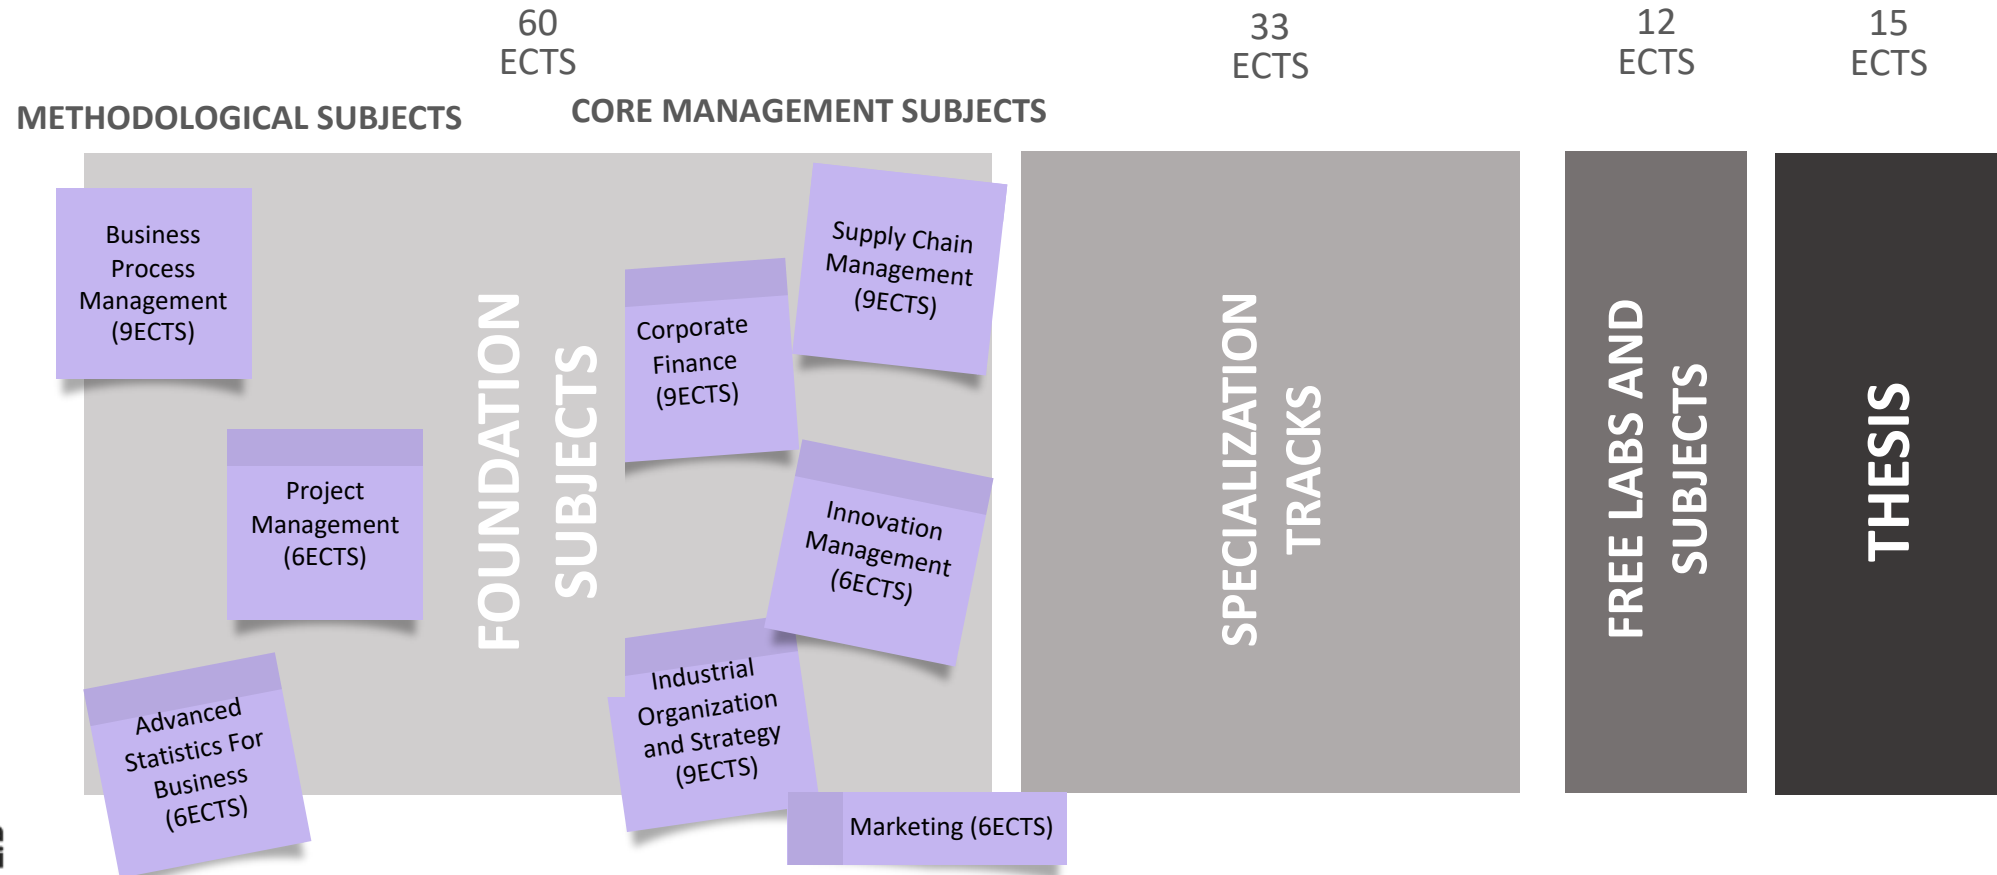 60
ECTS
33
ECTS
12
ECTS
15
ECTS
METHODOLOGICAL SUBJECTS
CORE MANAGEMENT SUBJECTS
Business
Process
Management
(9ECTS)
Project
Management
(6ECTS)
Advanced
Statistics For
Business
(6ECTS)
FOUNDATION
SUBJECTS
Corporate
Finance
(9ECTS)
Supply Chain
Management
(9ECTS)
Innovation
Management
(6ECTS)
Industrial
Organization
and Strategy
(9ECTS)
Marketing (6ECTS)
SPECIALIZATION
TRACKS
FREE LABS AND
SUBJECTS
THESIS